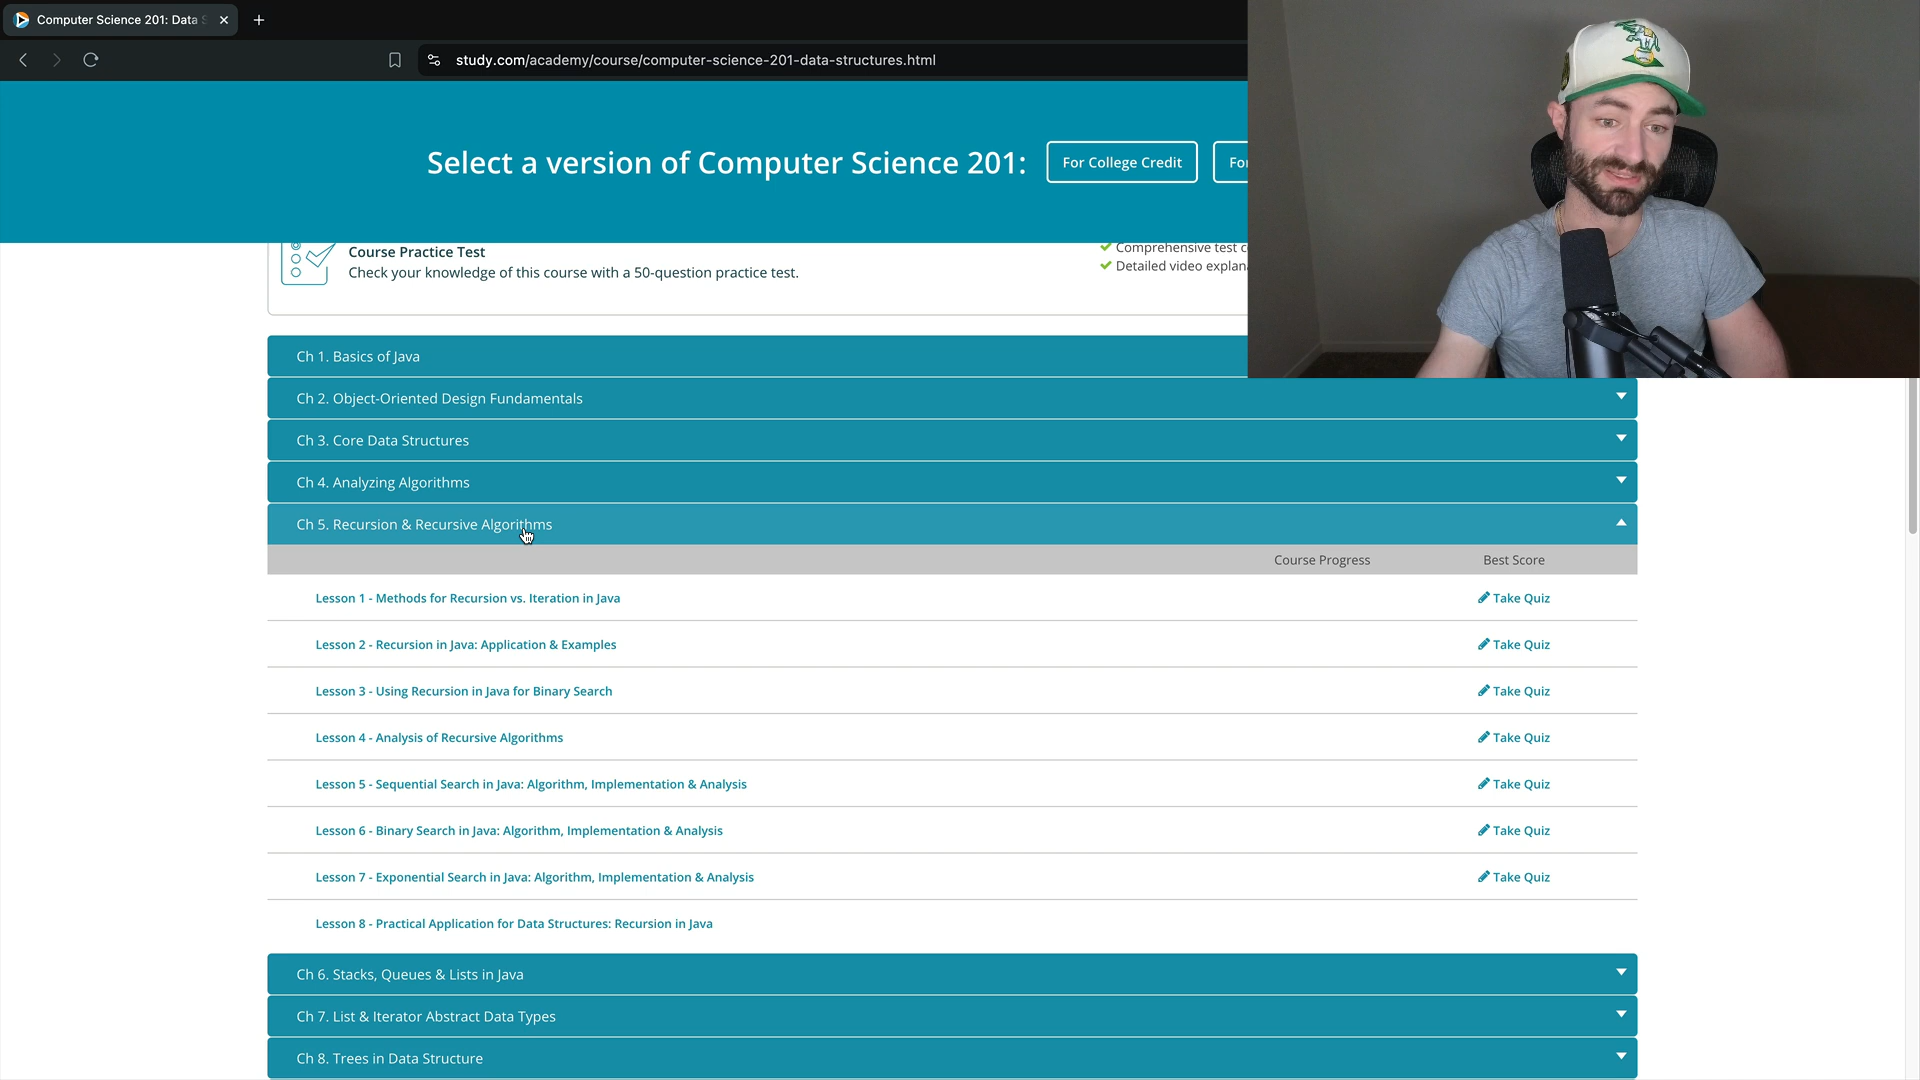 Computer Science 201: Data S
study.com/academy/course/computer-science-201-data-structures.html
Select a version of Computer Science 201:
For College Credit
For
Course Practice Test
Check your knowledge of this course with a 50-question practice test.
Comprehensive test
Detailed video
Ch 1. Basics of Java
Ch 2. Object-Oriented Design Fundamentals
Ch 3. Core Data Structures
Ch 4. Analyzing Algorithms
Ch 5. Recursion & Recursive Algorithms
Course Progress Best Score
Lesson 1 - Methods for Recursion vs. Iteration in Java Take Quiz
Lesson 2 - Recursion in Java: Application & Examples Take Quiz
Lesson 3 - Using Recursion in Java for Binary Search Take Quiz
Lesson 4 - Analysis of Recursive Algorithms Take Quiz
Lesson 5 - Sequential Search in Java: Algorithm, Implementation & Analysis Take Quiz
Lesson 6 - Binary Search in Java: Algorithm, Implementation & Analysis Take Quiz
Lesson 7 - Exponential Search in Java: Algorithm, Implementation & Analysis Take Quiz
Lesson 8 - Practical Application for Data Structures: Recursion in Java
Ch 6. Stacks, Queues & Lists in Java
Ch 7. List & Iterator Abstract Data Types
Ch 8. Trees in Data Structure